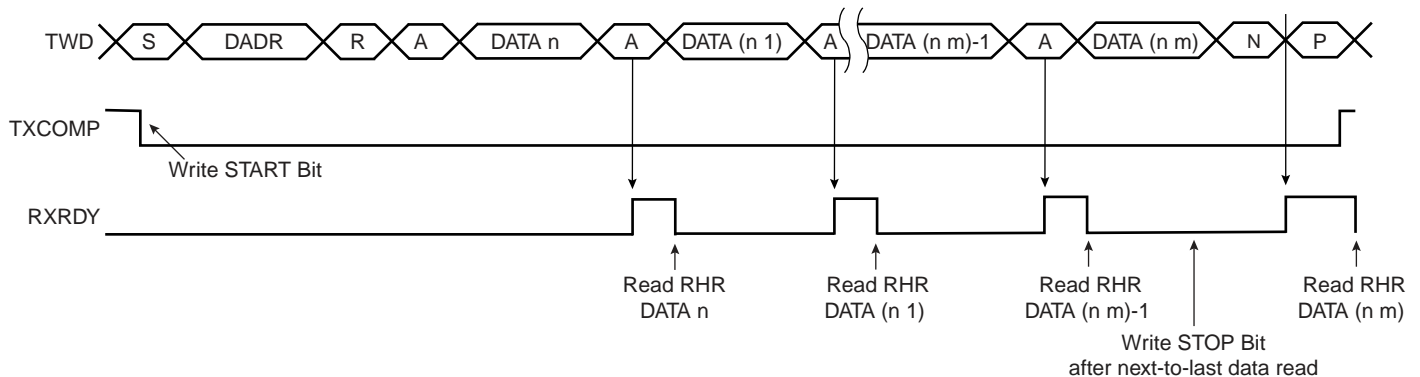 TWD S DADR R A DATA n A DATA (n 1) A DATA (n m)-1 A DATA (n m) N P
TXCOMP
Write START Bit
RXRDY
Read RHR
DATA n
Read RHR
DATA (n 1)
Read RHR
DATA (n m)-1
Read RHR
DATA (n m)
Write STOP Bit
after next-to-last data read